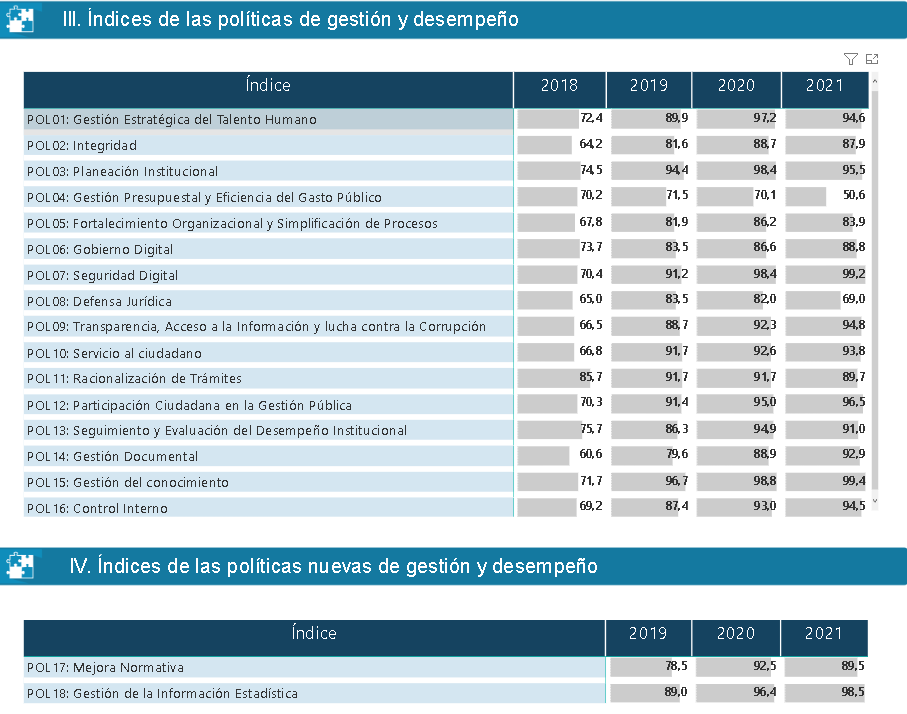 III. Índices de las políticas de gestión y desempeño
Índice 2018 2019 2020 2021
POL01: Gestión Estratégica del Talento Humano 72,4 89,9 97,2 94,6
POL02: Integridad 64,2 81,6 88,7 87,9
POL03: Planeación Institucional 74,5 94,4 98,4 95,5
POL04: Gestión Presupuestal y Eficiencia del Gasto Público 70,2 71,5 70,1 50,6
POL05: Fortalecimiento Organizacional y Simplificación de Procesos 67,8 81,9 86,2 83,9
POL06: Gobierno Digital 73,7 83,5 86,6 88,8
POL07: Seguridad Digital 70,4 91,2 98,4 99,2
POL08: Defensa Jurídica 65,0 83,5 82,0 69,0
POL09: Transparencia, Acceso a la Información y lucha contra la Corrupción 66,5 88,7 92,3 94,8
POL10: Servicio al ciudadano 66,8 91,7 92,6 93,8
POL11: Racionalización de Trámites 85,7 91,7 91,7 89,7
POL12: Participación Ciudadana en la Gestión Pública 70,3 91,4 95,0 96,5
POL13: Seguimiento y Evaluación del Desempeño Institucional 75,7 86,3 94,9 91,0
POL14: Gestión Documental 60,6 79,6 88,9 92,9
POL15: Gestión del conocimiento 71,7 96,7 98,8 99,4
POL16: Control Interno 69,2 87,4 93,0 94,5
IV. Índices de las políticas nuevas de gestión y desempeño
Índice 2019 2020 2021
POL17: Mejora Normativa 78,5 92,5 89,5
POL18: Gestión de la Información Estadística 89,0 96,4 98,5